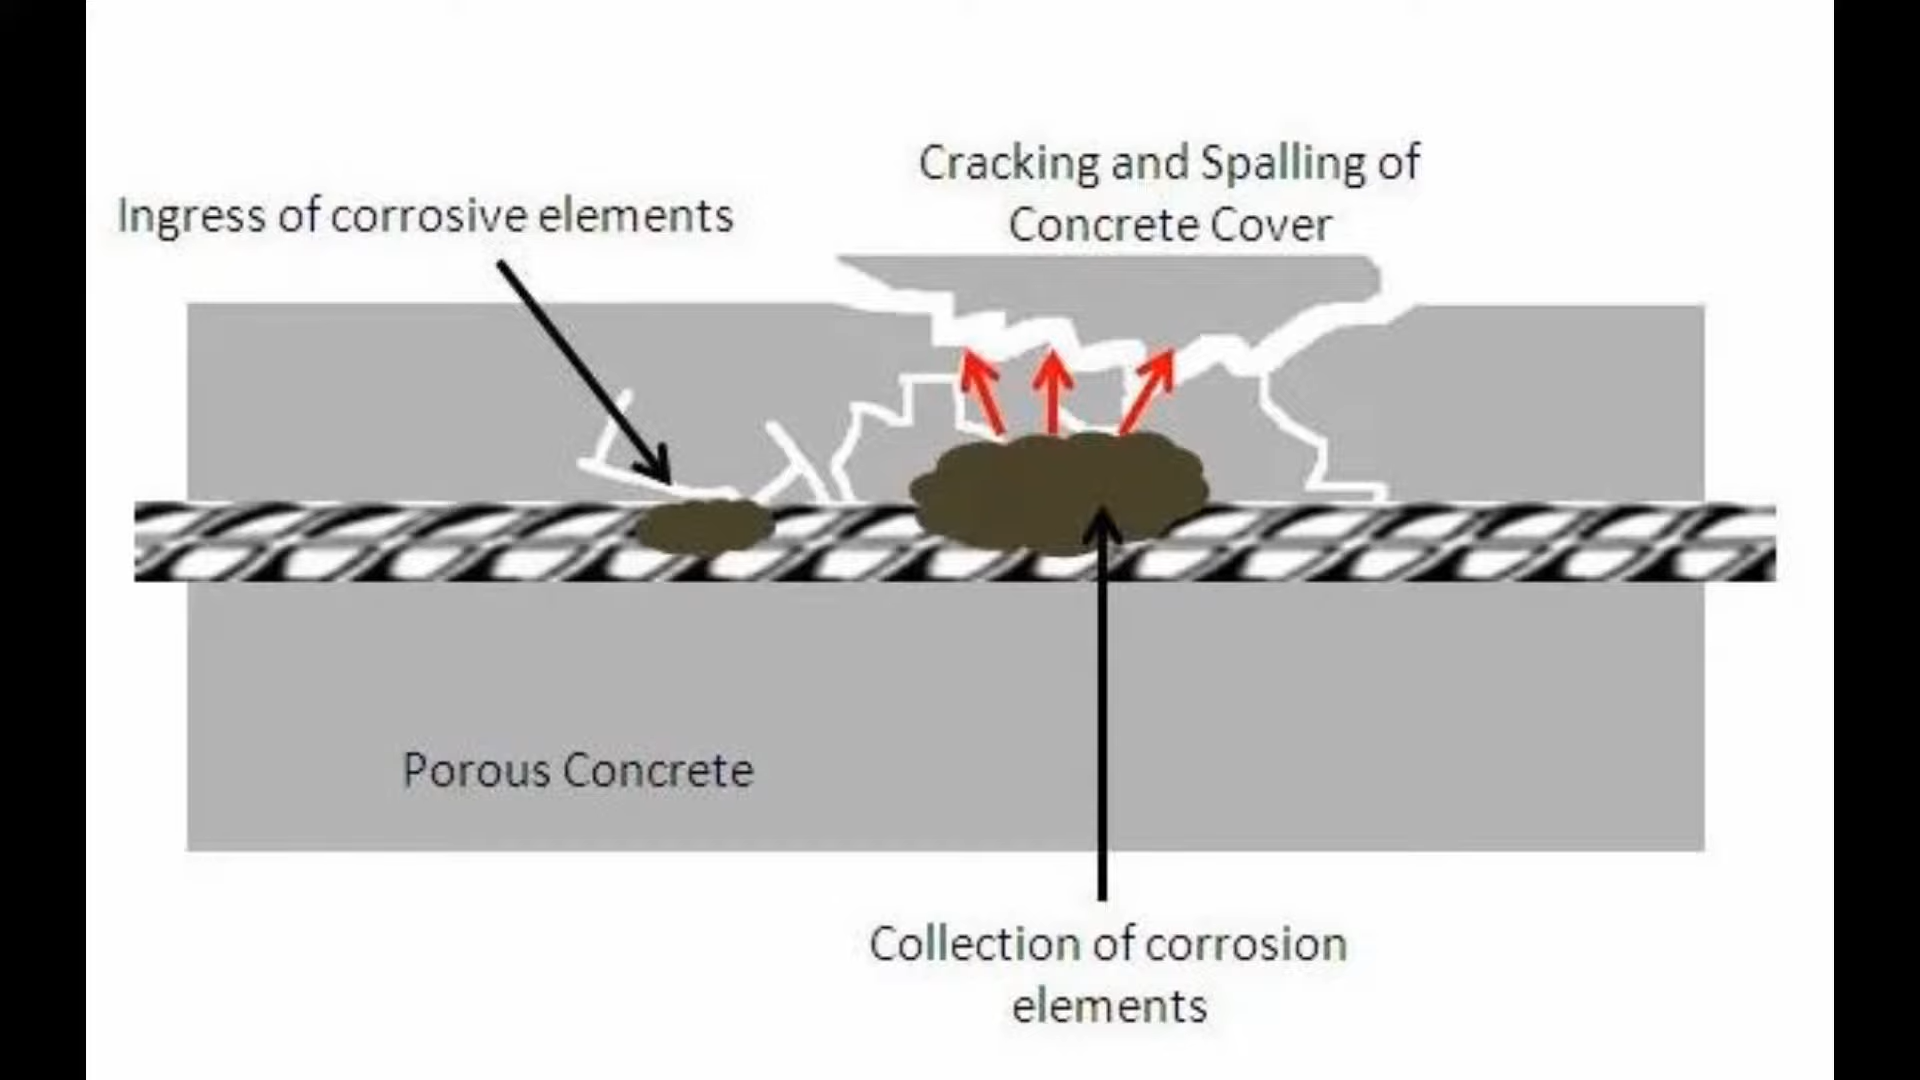 Cracking and Spalling of
Concrete Cover
Ingress of corrosive elements
Porous Concrete
Collection of corrosion
elements